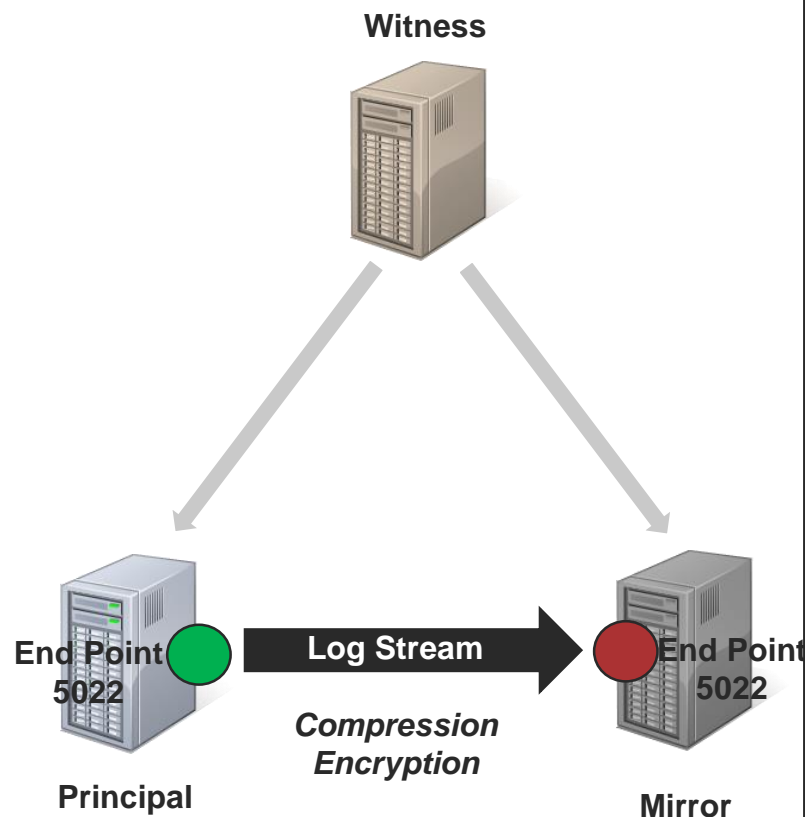 Witness
End Point
5022
Log Stream
End Point
5022
Compression
Encryption
Principal
Mirror